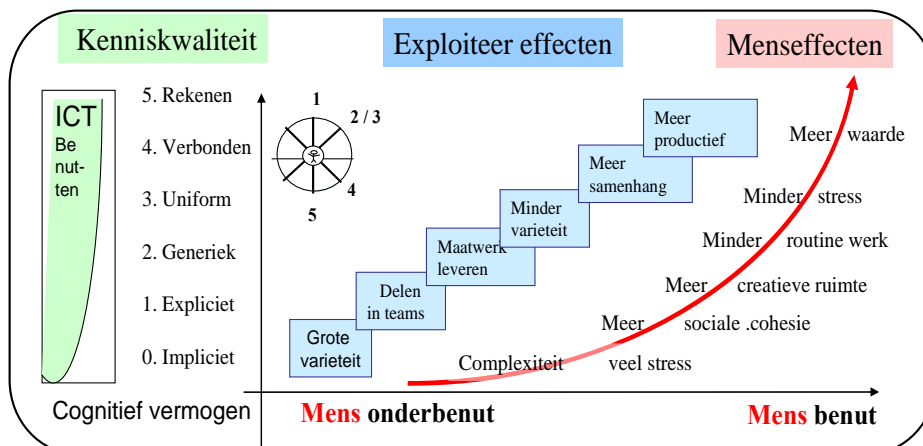 Kenniskwaliteit
Exploiteer effecten
Menseffecten
ICT
Be
nut-
ten
5. Rekenen
4. Verbonden
3. Uniform
2. Generiek
1. Expliciet
0. Impliciet
Cognitief vermogen
1
2 / 3
4
5
Meer
productief
Meer
samenhang
Minder
varieteit
Maatwerk
leveren
Delen
in teams
Grote
varieteit
Meer waarde
Minder stress
Minder routine werk
Meer creatieve ruimte
Meer sociale .cohesie
Complexiteit veel stress
Mens onderbenut
Mens benut